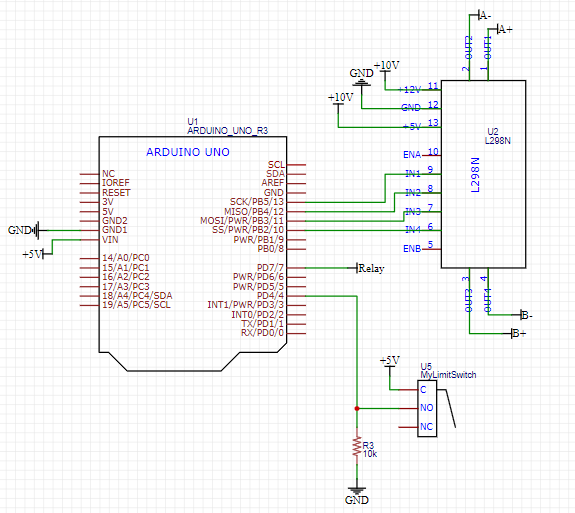 A-
A+
OUT2
OUT1
2
1
+10V
GND
+10V
+12V 11
GND 12
+5V 13
ENA 10
IN1 9
IN2 8
IN3 7
IN4 6
ENB 5
U2
L298N
L298N
3
4
OUT3
OUT4
B-
B+
U1
ARDUINO_UNO_R3
ARDUINO UNO
NC
IOREF
RESET
3V
5V
GND2
GND1
VIN
14/A0/PC0
15/A1/PC1
16/A2/PC2
17/A3/PC3
18/A4/PC4/SDA
19/A5/PC5/SCL
SCL
SDA
AREF
GND
SCK/PB5/13
MISO/PB4/12
MOSI/PWR/PB3/11
SS/PWR/PB2/10
PWR/PB1/9
PB0/8
PD7/7
PWR/PD6/6
PWR/PD5/5
PD4/4
INT1/PWR/PD3/3
INT0/PD2/2
TX/PD1/1
RX/PD0/0
GND
+5V
Relay
+5V
U5
MyLimitSwitch
C
NO
NC
R3
10k
GND